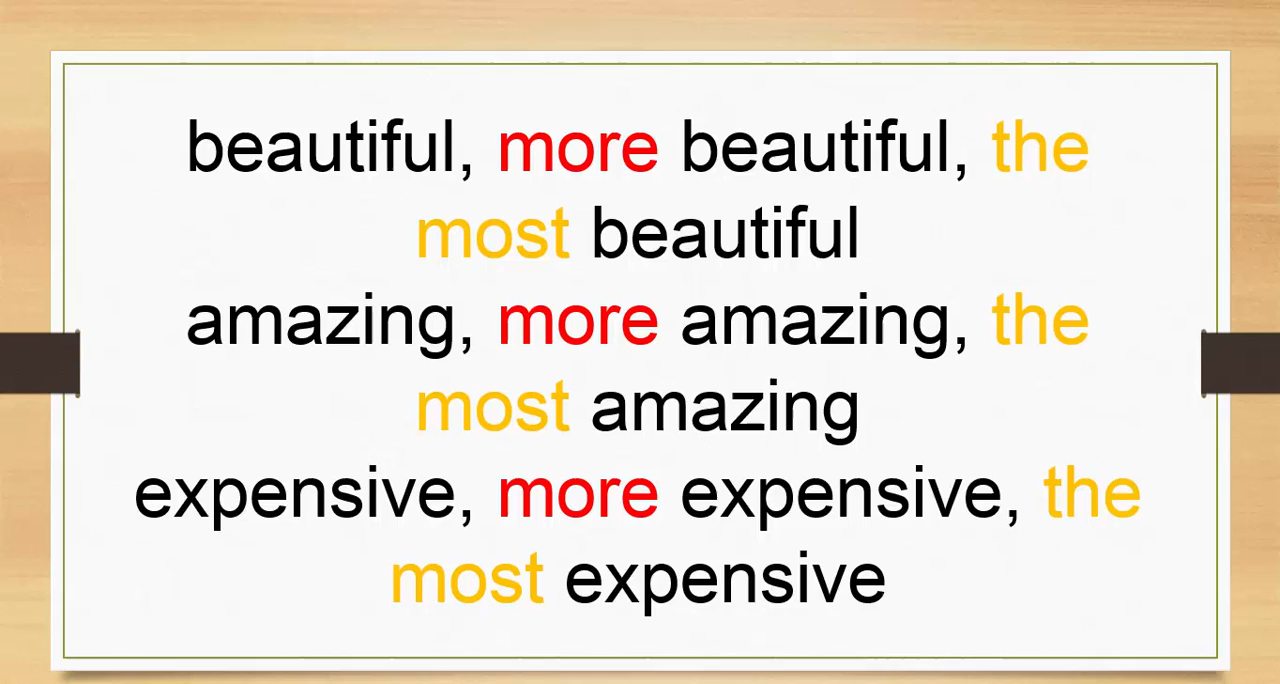 beautiful, more beautiful, the
most beautiful
amazing, more amazing, the
most amazing
expensive, more expensive, the
most expensive